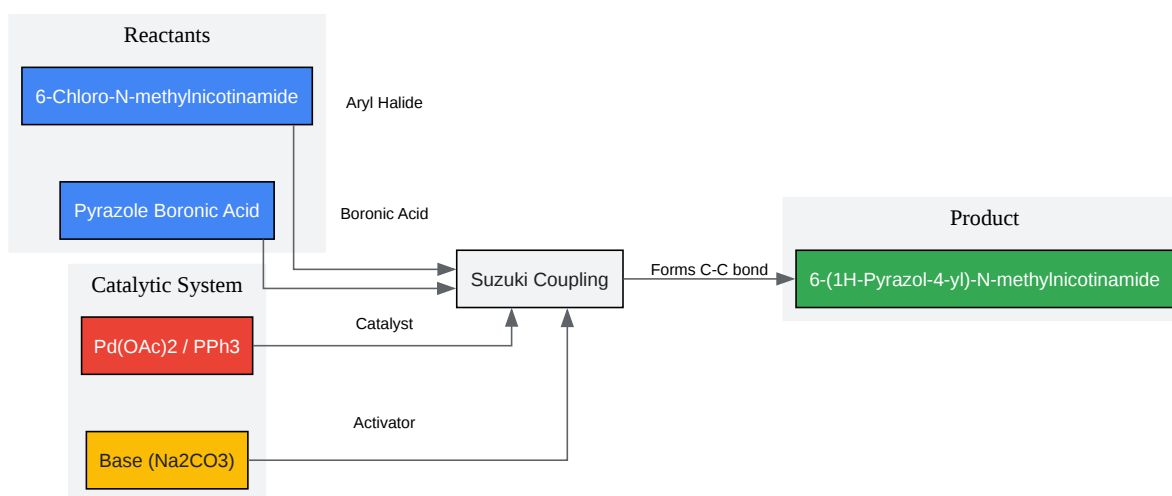 Reactants
6-Chloro-N-methylnicotinamide
Aryl Halide
Pyrazole Boronic Acid
Boronic Acid
Catalytic System
Pd(OAc)2 / PPh3
Catalyst
Base (Na2CO3)
Activator
Suzuki Coupling
Forms C-C bond
Product
6-(1H-Pyrazol-4-yl)-N-methylnicotinamide